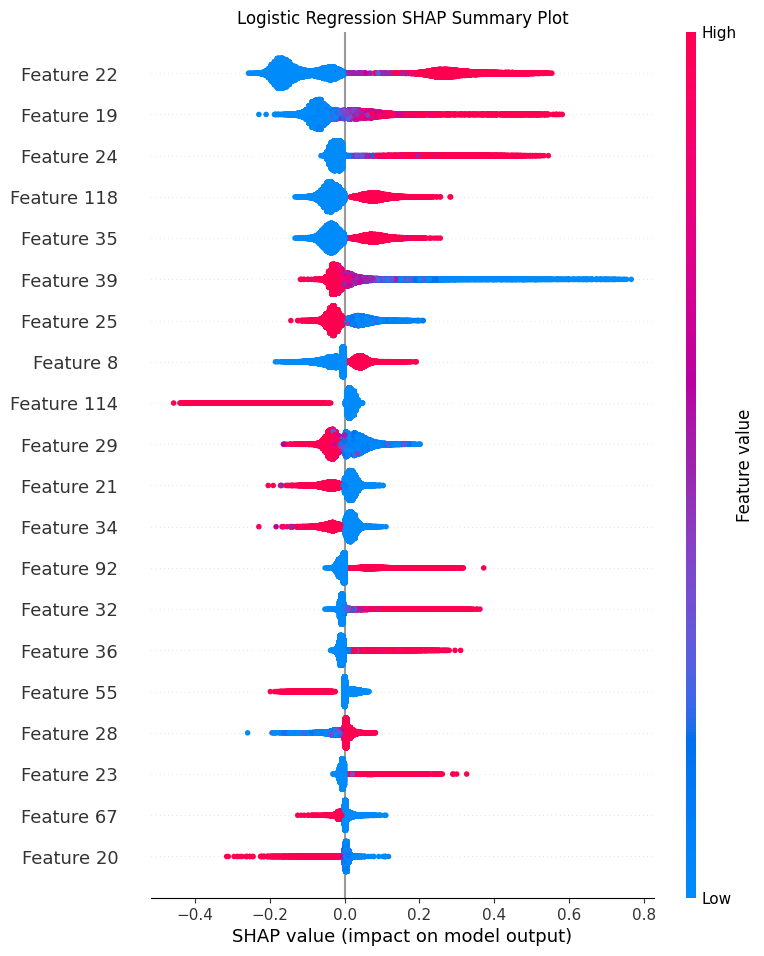 Logistic Regression SHAP Summary Plot
High
Feature 22
Feature 19
Feature 24
Feature 118
Feature 35
Feature 39
Feature 25
Feature 8
Feature 114
Feature 29
Feature 21
Feature 34
Feature 92
Feature 32
Feature 36
Feature 55
Feature 28
Feature 23
Feature 67
Feature 20
Feature value
Low
−0.4 −0.2 0.0 0.2 0.4 0.6 0.8
SHAP value (impact on model output)